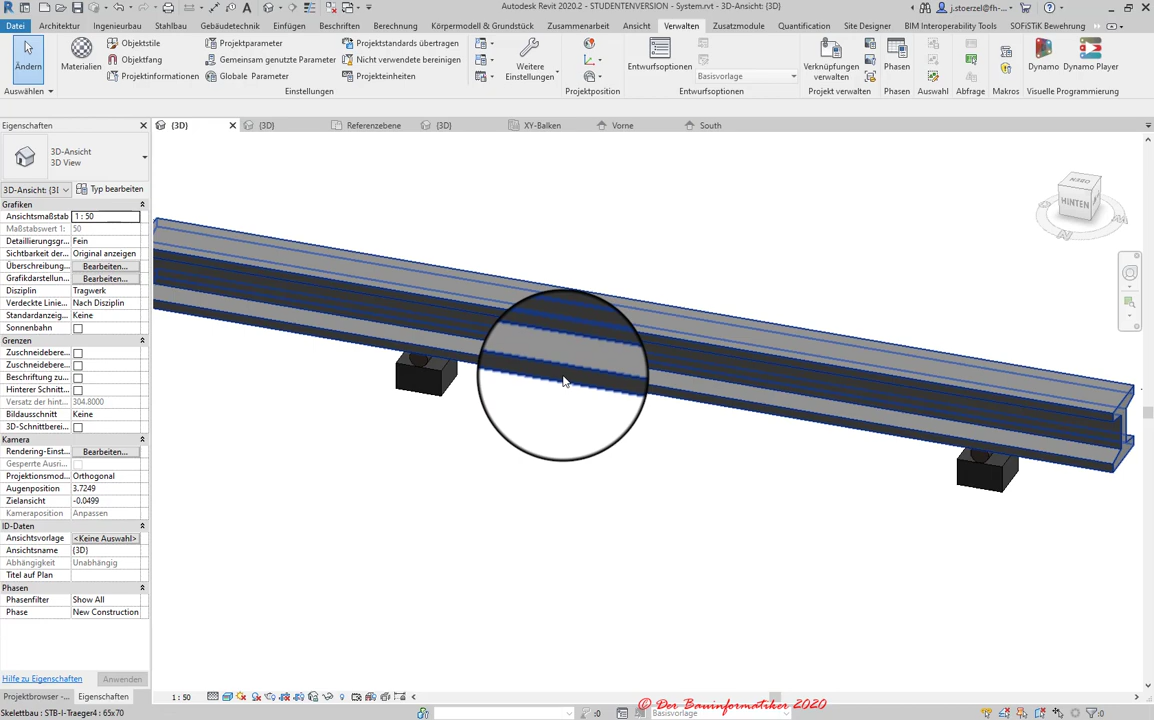 Autodesk Revit 2020.2 - STUDENTENVERSION - System.rvt - 3D-Ansicht: {3D}
j.stoerzel@fh-...
Datei Architektur Ingenieurbau Stahlbau Gebäudetechnik Einfügen Beschriften Berechnung Körpermodell & Grundstück Zusammenarbeit Ansicht Verwalten Zusatzmodule Quantification Site Designer BIM Interoperability Tools SOFiSTiK Bewehrung
Ändern
Materialien
Objektstile
Objektfang
Projektinformationen
Projektparameter
Gemeinsam genutzte Parameter
Globale Parameter
Projektstandards übertragen
Nicht verwendete bereinigen
Projekteinheiten
Weitere
Einstellungen
Entwurfsoptionen
Basisvorlage
Verknüpfungen
verwalten
Phasen
Dynamo Dynamo Player
Auswählen Einstellungen Projektposition Entwurfsoptionen Projekt verwalten Phasen Auswahl Abfrage Makros Visuelle Programmierung
Eigenschaften
{3D} {3D} Referenzebene {3D} XY-Balken Vorne South
3D-Ansicht
3D View
3D-Ansicht: {3I Typ bearbeiten
Grafiken
Ansichtsmaßstab 1 : 50
Maßstabswert 1: 50
Detaillierungsgr... Fein
Sichtbarkeit der... Original anzeigen
Überschreibung... Bearbeiten...
Grafikdarstellun... Bearbeiten...
Disziplin Tragwerk
Verdeckte Linie... Nach Disziplin
Standardanzeig... Keine
Sonnenbahn
Grenzen
Zuschneidebere...
Zuschneidebere...
Beschriftung zu...
Hinterer Schnitt...
Versatz der hint... 304.8000
Bildausschnitt Keine
3D-Schnittberei...
Kamera
Rendering-Einst... Bearbeiten...
Gesperrte Ausri...
Projektionsmod... Orthogonal
Augenposition 3.7249
Zielansicht -0.0499
Kameraposition Anpassen
ID-Daten
Ansichtsvorlage <Keine Auswahl>
Ansichtsname {3D}
Abhängigkeit Unabhängig
Titel auf Plan
Phasen
Phasenfilter Show All
Phase New Construction
HINTEN
Hilfe zu Eigenschaften Anwenden
Projektbrowser -... Eigenschaften
1 : 50
Skelettbau : STB-I-Traeger4 : 65x70
:0
Basisvorlage
:0
© Der Bauinformatiker 2020